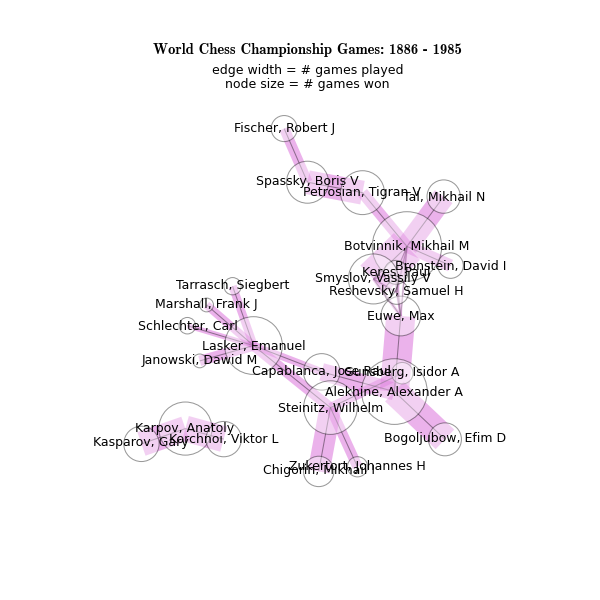 World Chess Championship Games: 1886 - 1985
edge width = # games played
node size = # games won
Fischer, Robert J
Spassky, Boris V
Petrosian, Tigran V
Tal, Mikhail N
Botvinnik, Mikhail M
Bronstein, David I
Keres, Paul
Smyslov, Vassily V
Reshevsky, Samuel H
Tarrasch, Siegbert
Marshall, Frank J
Euwe, Max
Schlechter, Carl
Lasker, Emanuel
Janowski, Dawid M
Capablanca, Jose Raul
Gunsberg, Isidor A
Alekhine, Alexander A
Steinitz, Wilhelm
Karpov, Anatoly
Kasparov, Gary
Korchnoi, Viktor L
Bogoljubow, Efim D
Zukertort, Johannes H
Chigorin, Mikhail I